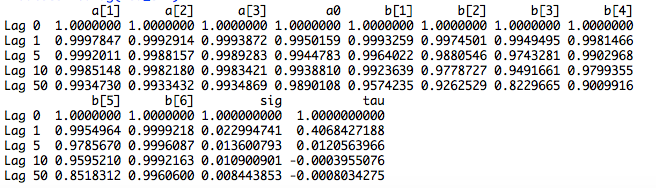 a[1] a[2] a[3] a0 b[1] b[2] b[3] b[4]
Lag 0 1.0000000 1.0000000 1.0000000 1.0000000 1.0000000 1.0000000 1.0000000 1.0000000
Lag 1 0.9997847 0.9992914 0.9993872 0.9950159 0.9993259 0.9974501 0.9949495 0.9981466
Lag 5 0.9992011 0.9988157 0.9989283 0.9944783 0.9964022 0.9880546 0.9743281 0.9902968
Lag 10 0.9985148 0.9982180 0.9983421 0.9938810 0.9923639 0.9778727 0.9491661 0.9799355
Lag 50 0.9934730 0.9933432 0.9934869 0.9890108 0.9574235 0.9262529 0.8229665 0.9009916
b[5] b[6] sig tau
Lag 0 1.0000000 1.0000000 1.000000000 1.0000000000
Lag 1 0.9954964 0.9999218 0.022994741 0.4068427188
Lag 5 0.9785670 0.9996087 0.013600793 0.0120563966
Lag 10 0.9595210 0.9992163 0.010900901 -0.0003955076
Lag 50 0.8518312 0.9960600 0.008443853 -0.0008034275